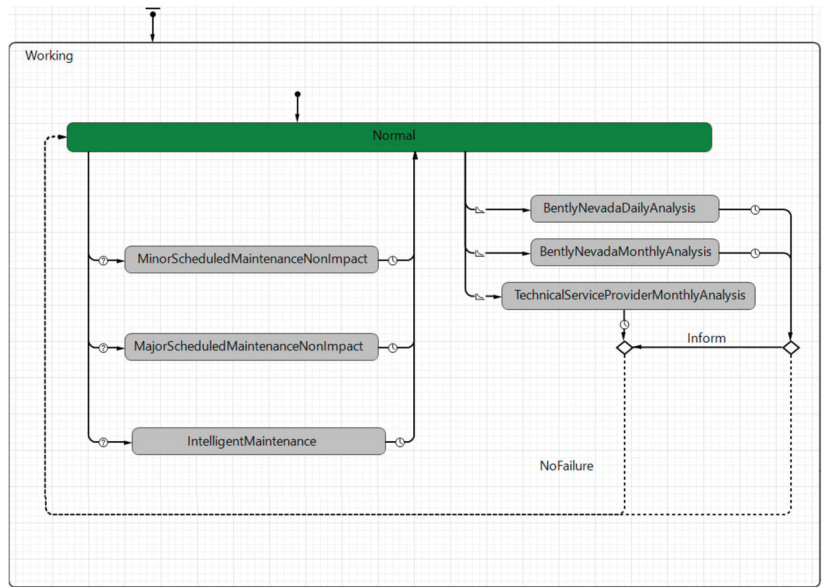 Working
Normal
BentlyNevadaDailyAnalysis
BentlyNevadaMonthlyAnalysis
MinorScheduledMaintenanceNonImpact
TechnicalServiceProviderMonthlyAnalysis
Inform
MajorScheduledMaintenanceNonImpact
IntelligentMaintenance
NoFailure